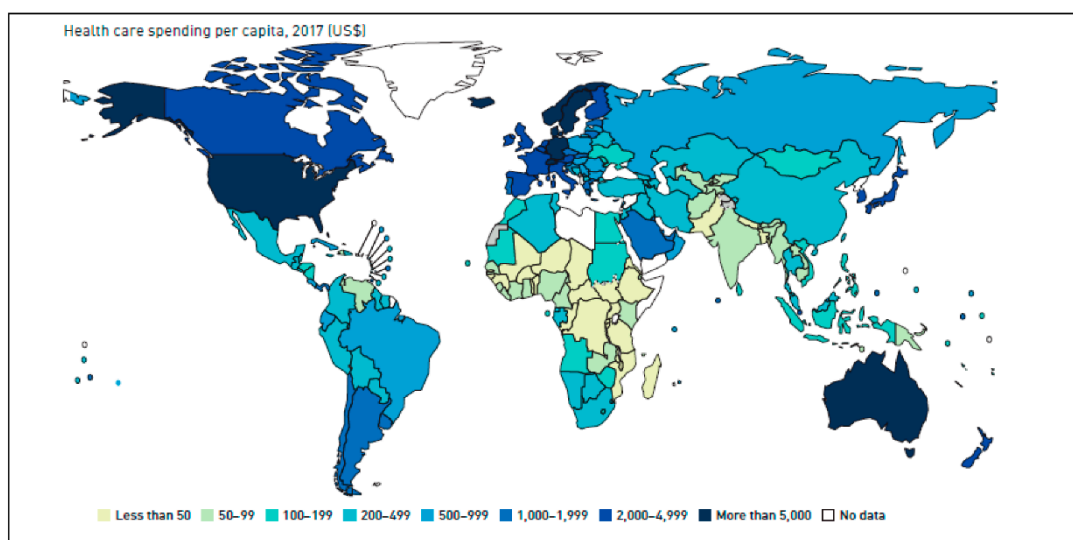 Health care spending per capita, 2017 (US$)
Less than 50 50–99 100–199 200–499 500–999 1,000–1,999 2,000–4,999 More than 5,000 No data